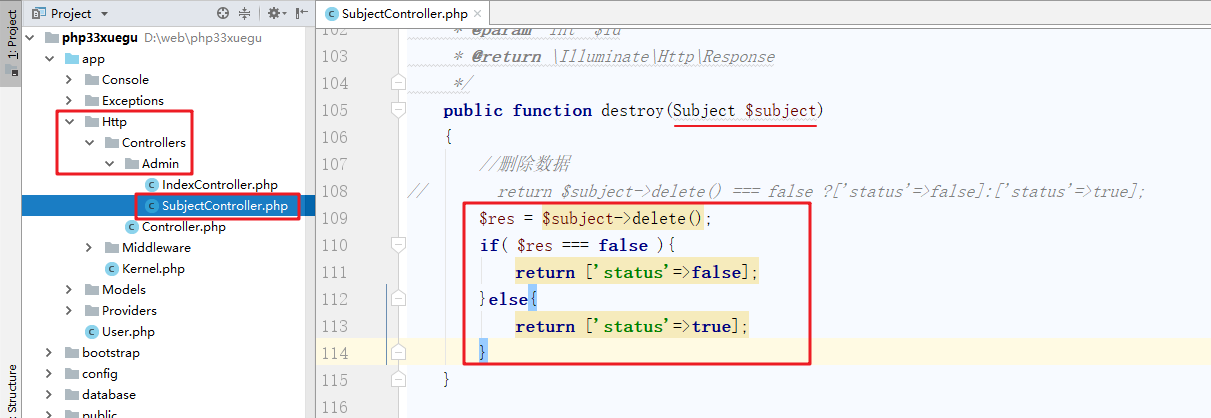 1: Project
Structure
Project
php33xuegu D:\web\php33xuegu
app
Console
Exceptions
Http
Controllers
Admin
IndexController.php
SubjectController.php
Controller.php
Middleware
Kernel.php
Models
Providers
User.php
bootstrap
config
database
public
SubjectController.php
102 * @param int $id
103 * @return \Illuminate\Http\Response
104 */
105 public function destroy(Subject $subject)
106 {
107 //删除数据
108 // return $subject->delete() === false ?['status'=>false]:['status'=>true];
109 $res = $subject->delete();
110 if( $res === false ){
111 return ['status'=>false];
112 }else{
113 return ['status'=>true];
114 }
115 }
116